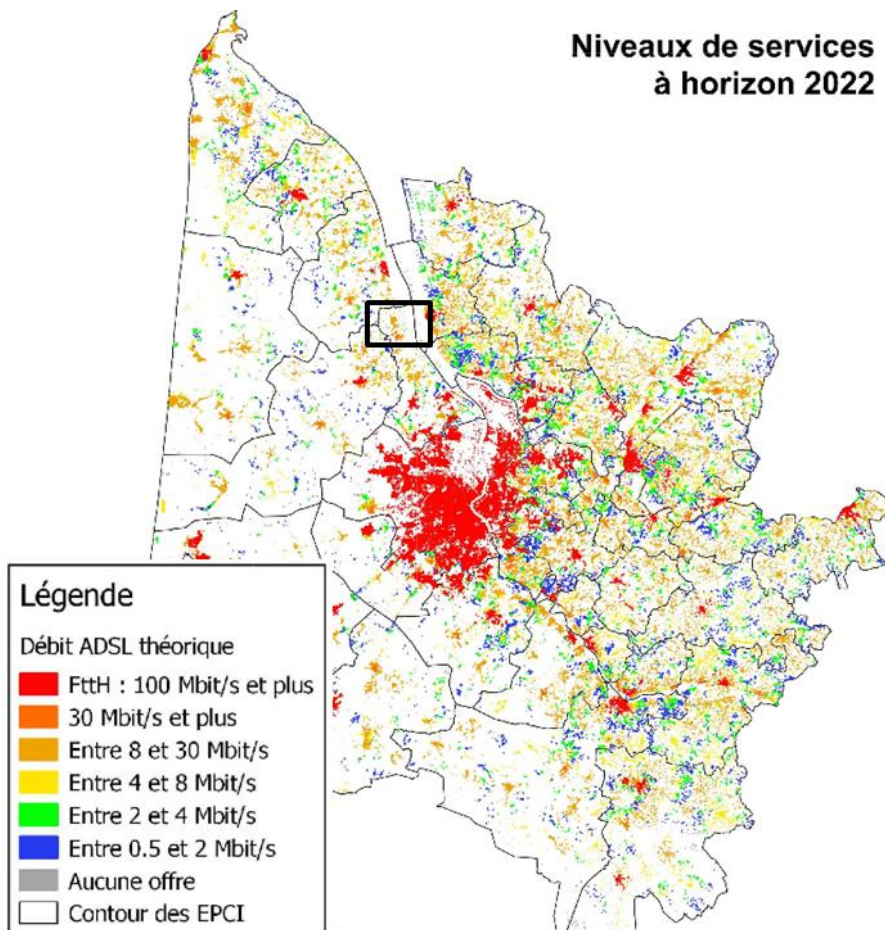 Niveaux de services
à horizon 2022
Légende
Débit ADSL théorique
FttH : 100 Mbit/s et plus
30 Mbit/s et plus
Entre 8 et 30 Mbit/s
Entre 4 et 8 Mbit/s
Entre 2 et 4 Mbit/s
Entre 0.5 et 2 Mbit/s
Aucune offre
Contour des EPCI